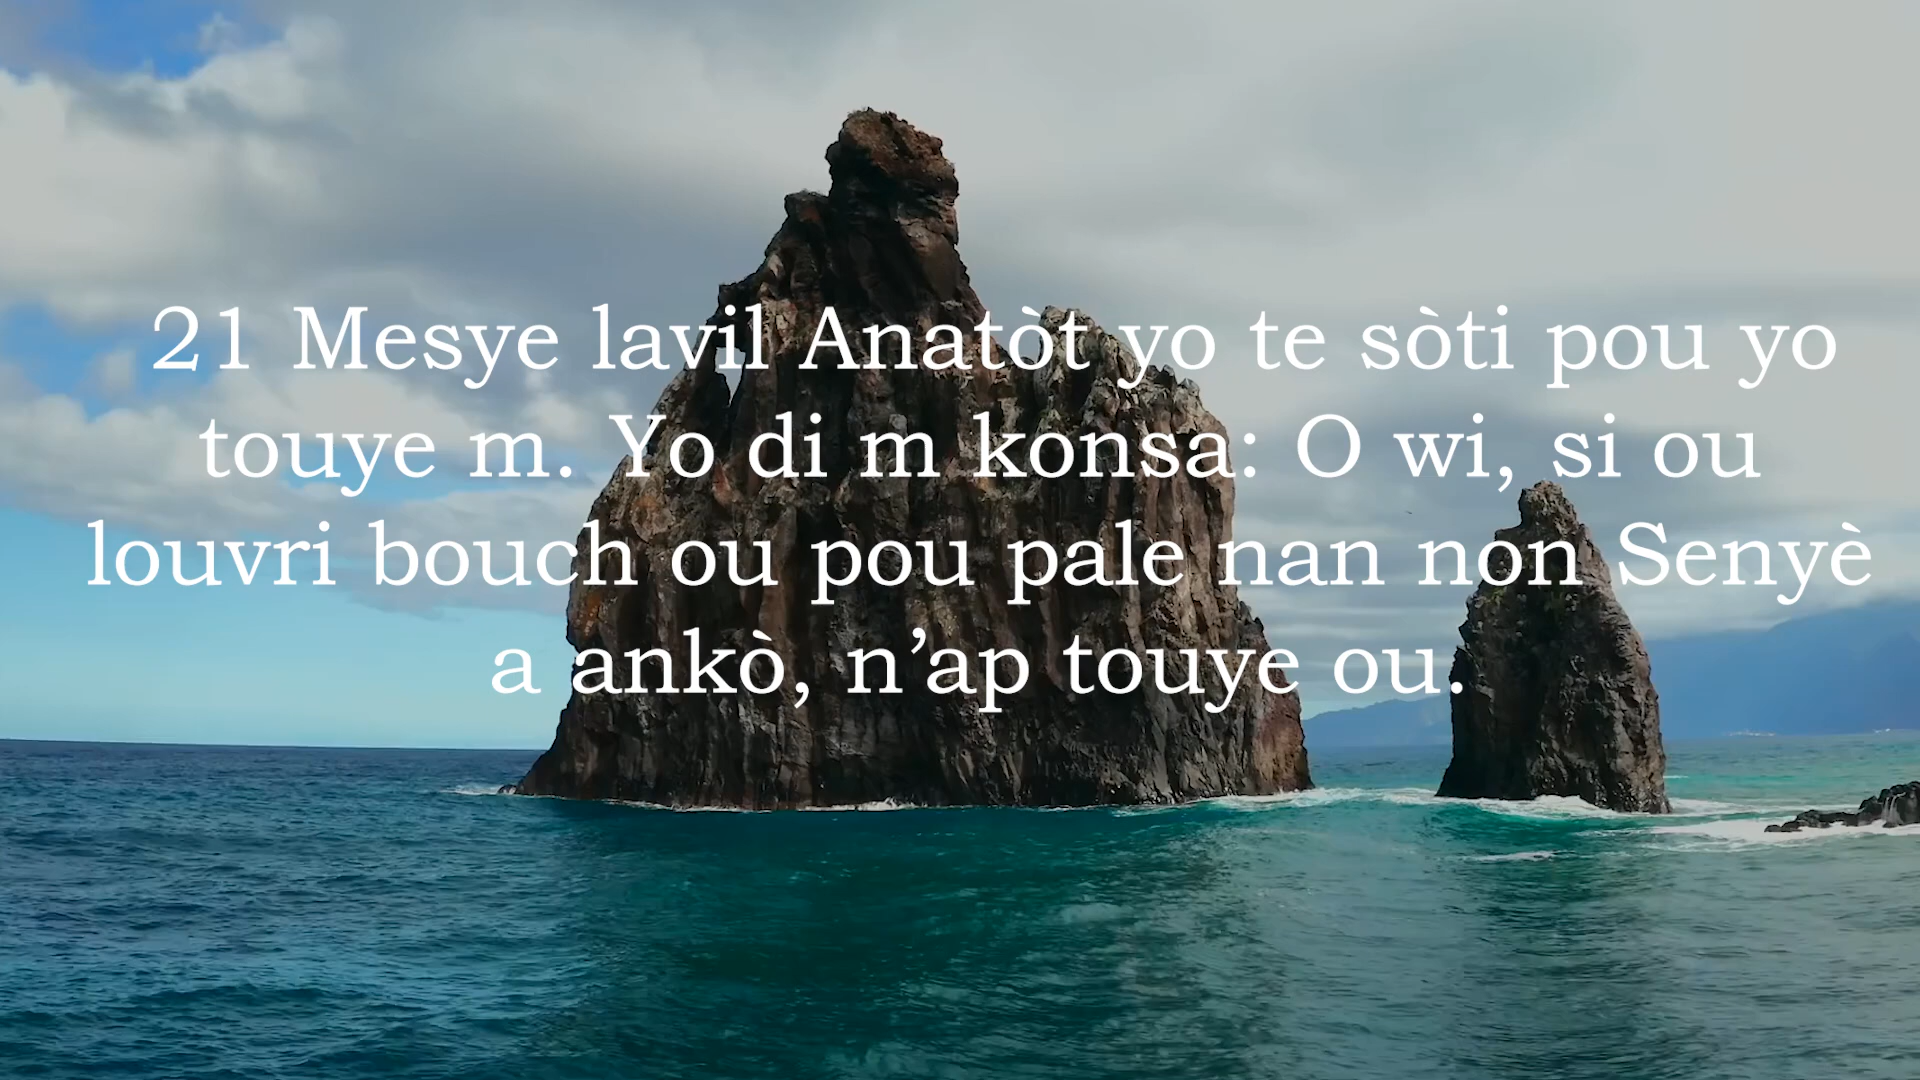 21 Mesye lavil Anatòt yo te sòti pou yo
touye m. Yo di m konsa: O wi, si ou
louvri bouch ou pou pale nan non Senyè
a ankò, n’ap touye ou.